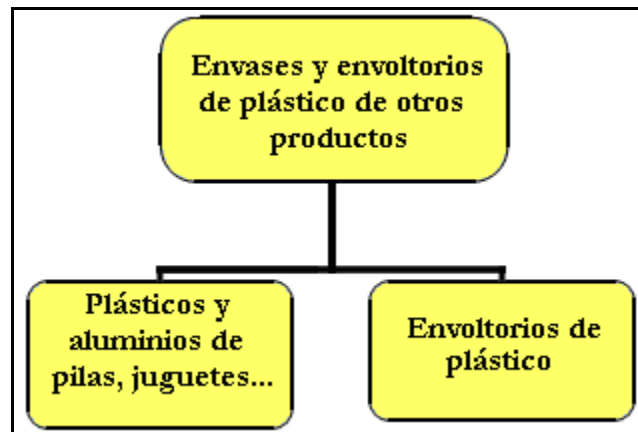 Envases y envoltorios
de plástico de otros
productos
Plásticos y
aluminios de
pilas, juguetes...
Envoltorios de
plástico